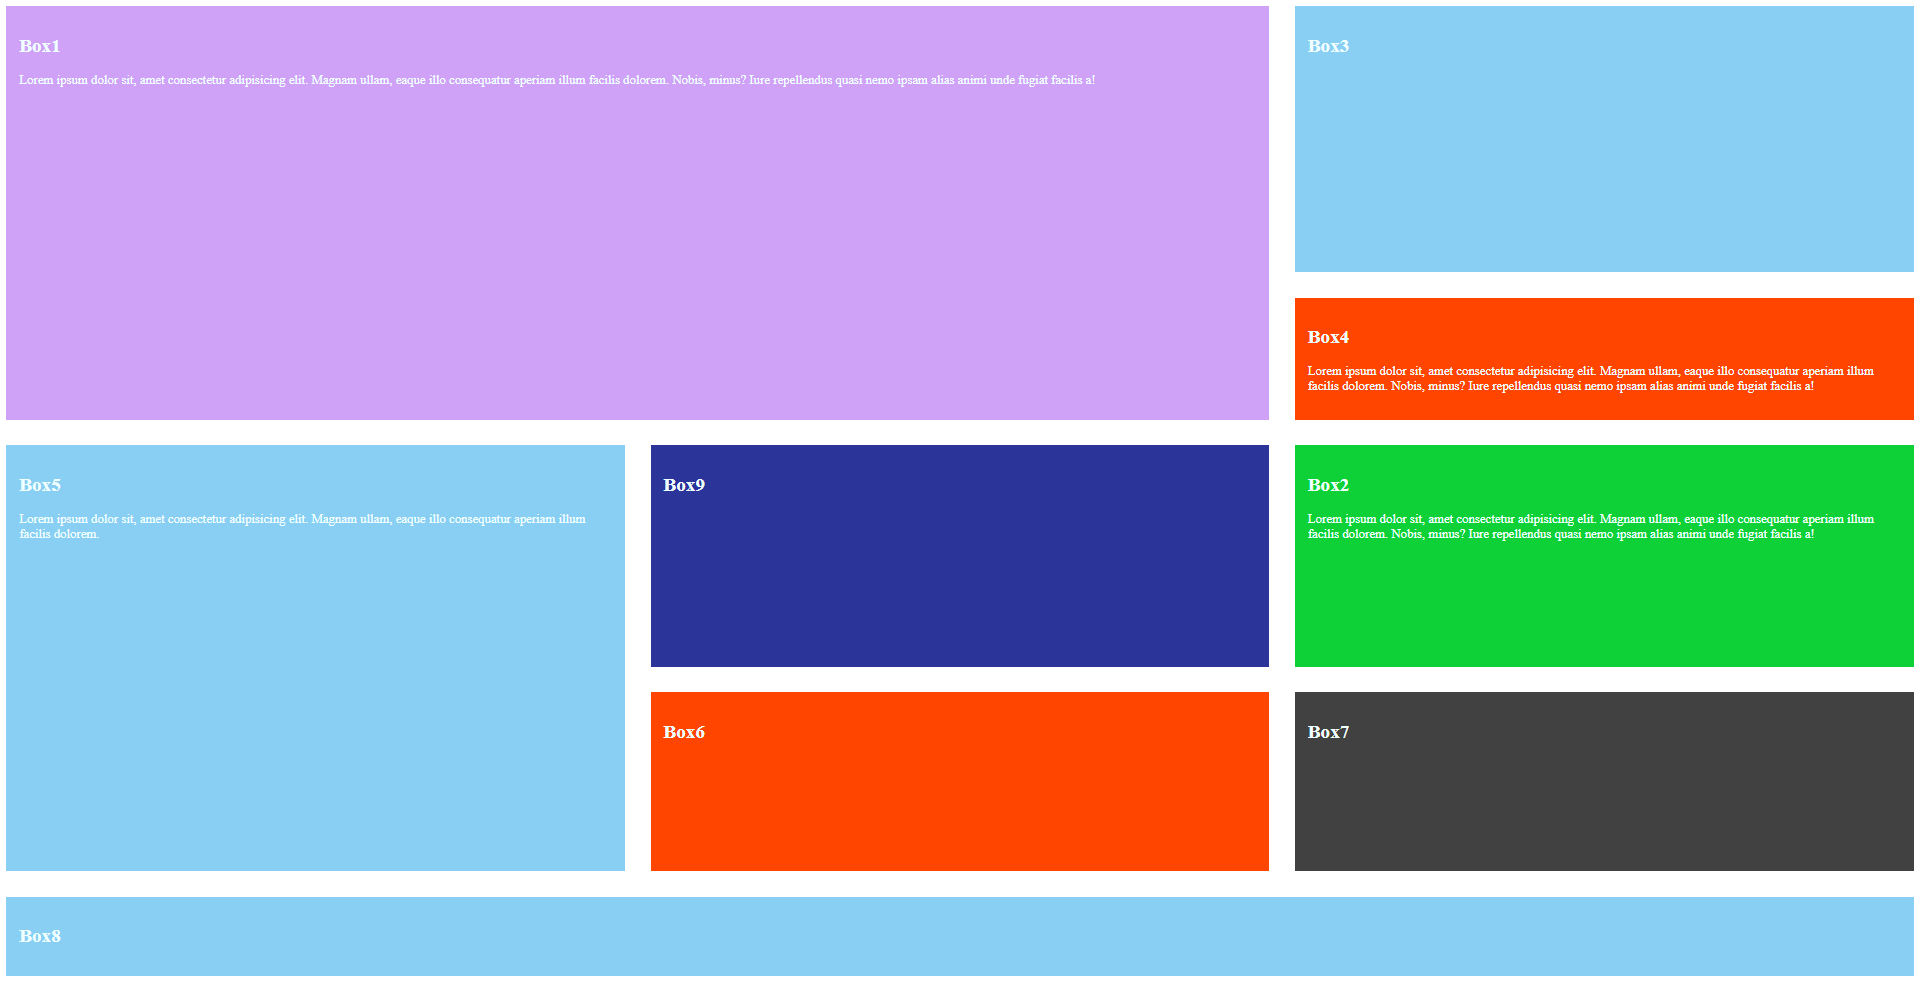 Box1
Lorem ipsum dolor sit, amet consectetur adipisicing elit. Magnam ullam, eaque illo consequatur aperiam illum facilis dolorem. Nobis, minus? Iure repellendus quasi nemo ipsam alias animi unde fugiat facilis a!
Box3
Box4
Lorem ipsum dolor sit, amet consectetur adipisicing elit. Magnam ullam, eaque illo consequatur aperiam illum
facilis dolorem. Nobis, minus? Iure repellendus quasi nemo ipsam alias animi unde fugiat facilis a!
Box5
Lorem ipsum dolor sit, amet consectetur adipisicing elit. Magnam ullam, eaque illo consequatur aperiam illum
facilis dolorem.
Box9
Box2
Lorem ipsum dolor sit, amet consectetur adipisicing elit. Magnam ullam, eaque illo consequatur aperiam illum
facilis dolorem. Nobis, minus? Iure repellendus quasi nemo ipsam alias animi unde fugiat facilis a!
Box6
Box7
Box8